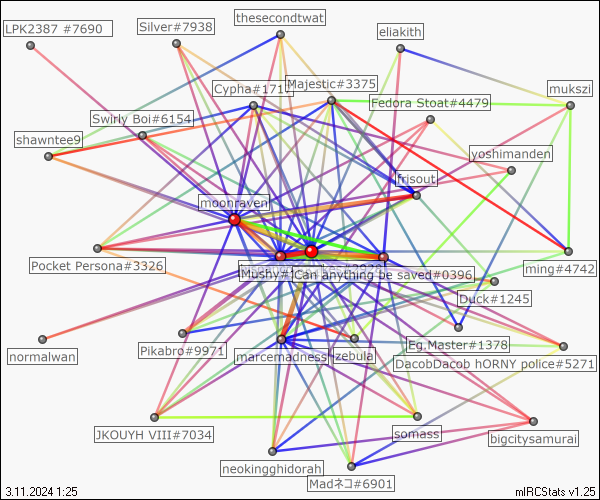 thesecondtwat
LPK2387 #7690
Silver#7938
eliakith
Cypha#1717
Majestic#3375
mukszi
Fedora Stoat#4479
Swirly Boi#6154
shawntee9
yoshimanden
frisout
moonraven
Pocket Persona#3326
Mushy#
Can anything be saved#0396
ming#4742
Duck#1245
normalwan
Pikabro#9971
marcemadness
zebula
Eg.Master#1378
DacobDacob hORNY police#5271
JKOUYH VIII#7034
somass
bigcitysamurai
neokingghidorah
Madネコ#6901
3.11.2024 1:25
mIRCStats v1.25